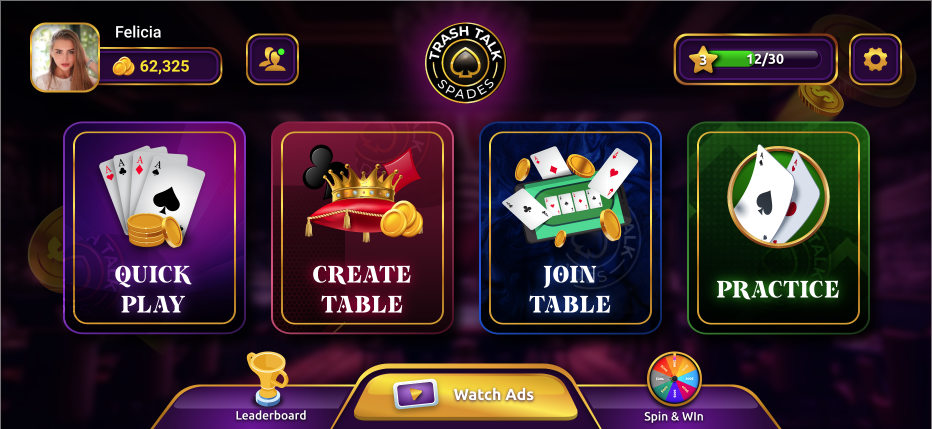 Felicia
62,325
TRASH TALK
SPADES
3
12/30
QUICK
PLAY
CREATE
TABLE
JOIN
TABLE
PRACTICE
Leaderboard
Watch Ads
Spin & WIn